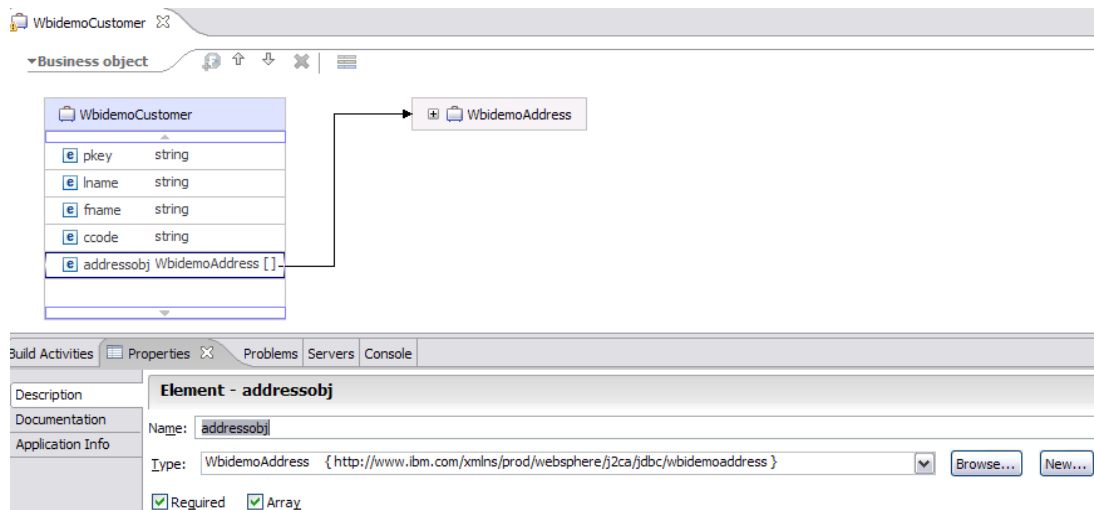 WbidemoCustomer
Business object
WbidemoCustomer
WbidemoAddress
e pkey string
e lname string
e fname string
e ccode string
e addressobj WbidemoAddress [ ]
Build Activities Properties Problems Servers Console
Description
Element - addressobj
Documentation
Name: addressobj
Application Info
Type: WbidemoAddress { http://www.ibm.com/xmlns/prod/websphere/j2ca/jdbc/wbidemoaddress } Browse... New...
Required Array